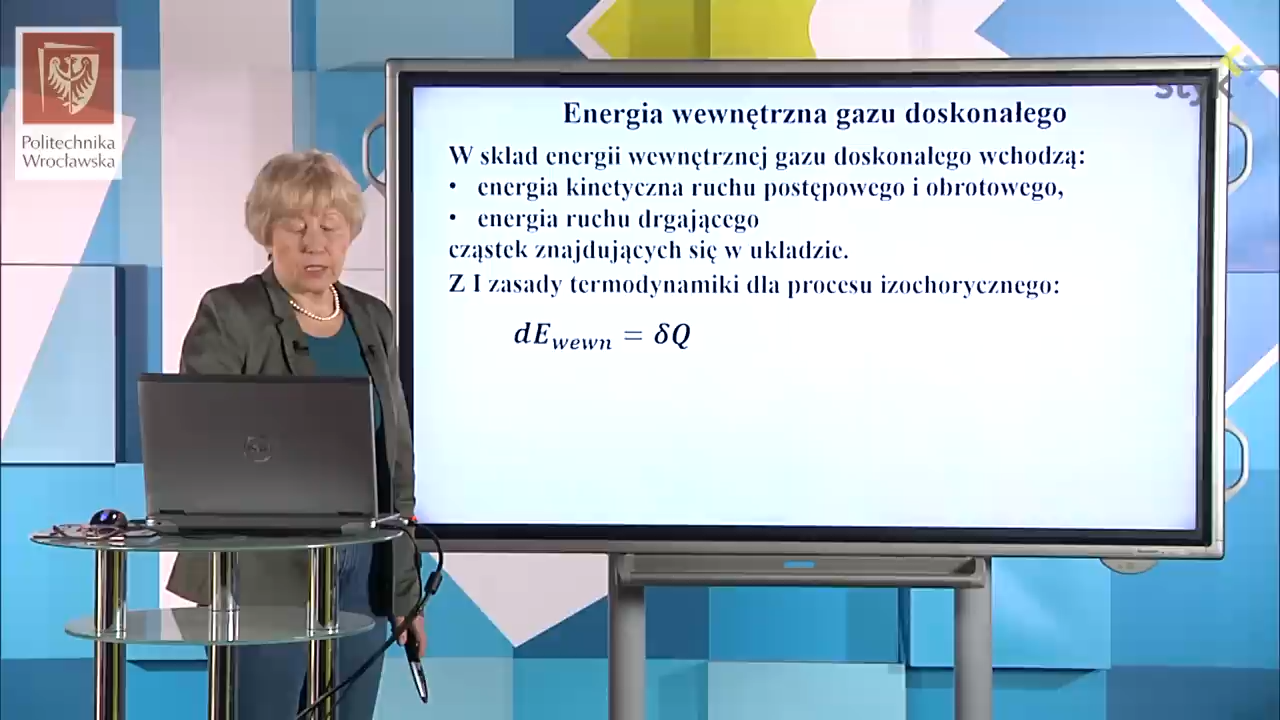 Politechnika
Wrocławska
Energia wewnętrzna gazu doskonałego
W skład energii wewnętrznej gazu doskonałego wchodzą:
• energia kinetyczna ruchu postępowego i obrotowego,
• energia ruchu drgającego
cząstek znajdujących się w układzie.
Z I zasady termodynamiki dla procesu izochorycznego:
dE_wewn = δQ